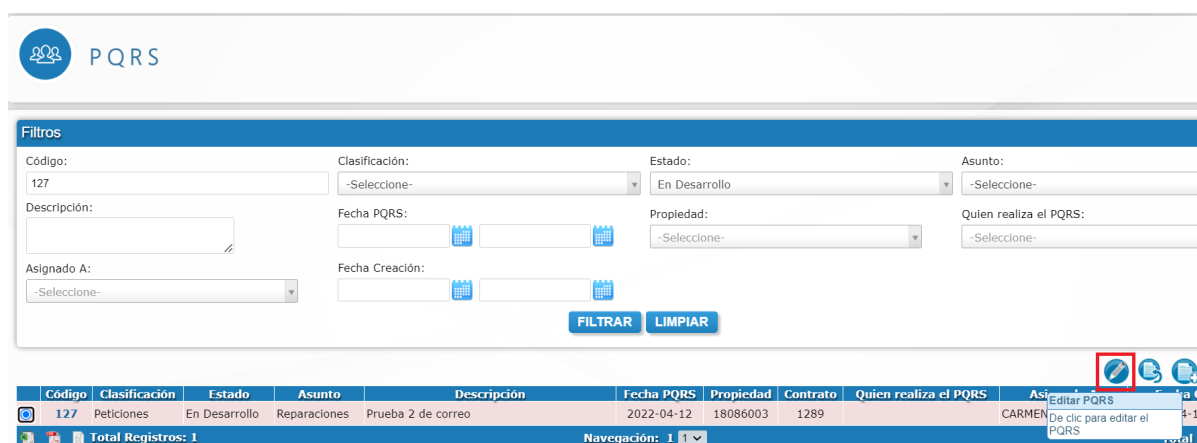 PQRS
Filtros
Código: Clasificación: Estado: Asunto:
127 -Seleccione- En Desarrollo -Seleccione-
Descripción: Fecha PQRS: Propiedad: Quien realiza el PQRS:
-Seleccione- -Seleccione-
Asignado A: Fecha Creación:
-Seleccione-
FILTRAR LIMPIAR
Código Clasificación Estado Asunto Descripción Fecha PQRS Propiedad Contrato Quien realiza el PQRS
127 Peticiones En Desarrollo Reparaciones Prueba 2 de correo 2022-04-12 18086003 1289 CARMEN
Editar PQRS
De clic para editar el
PQRS
Total Registros: 1 Navegación: 1 1